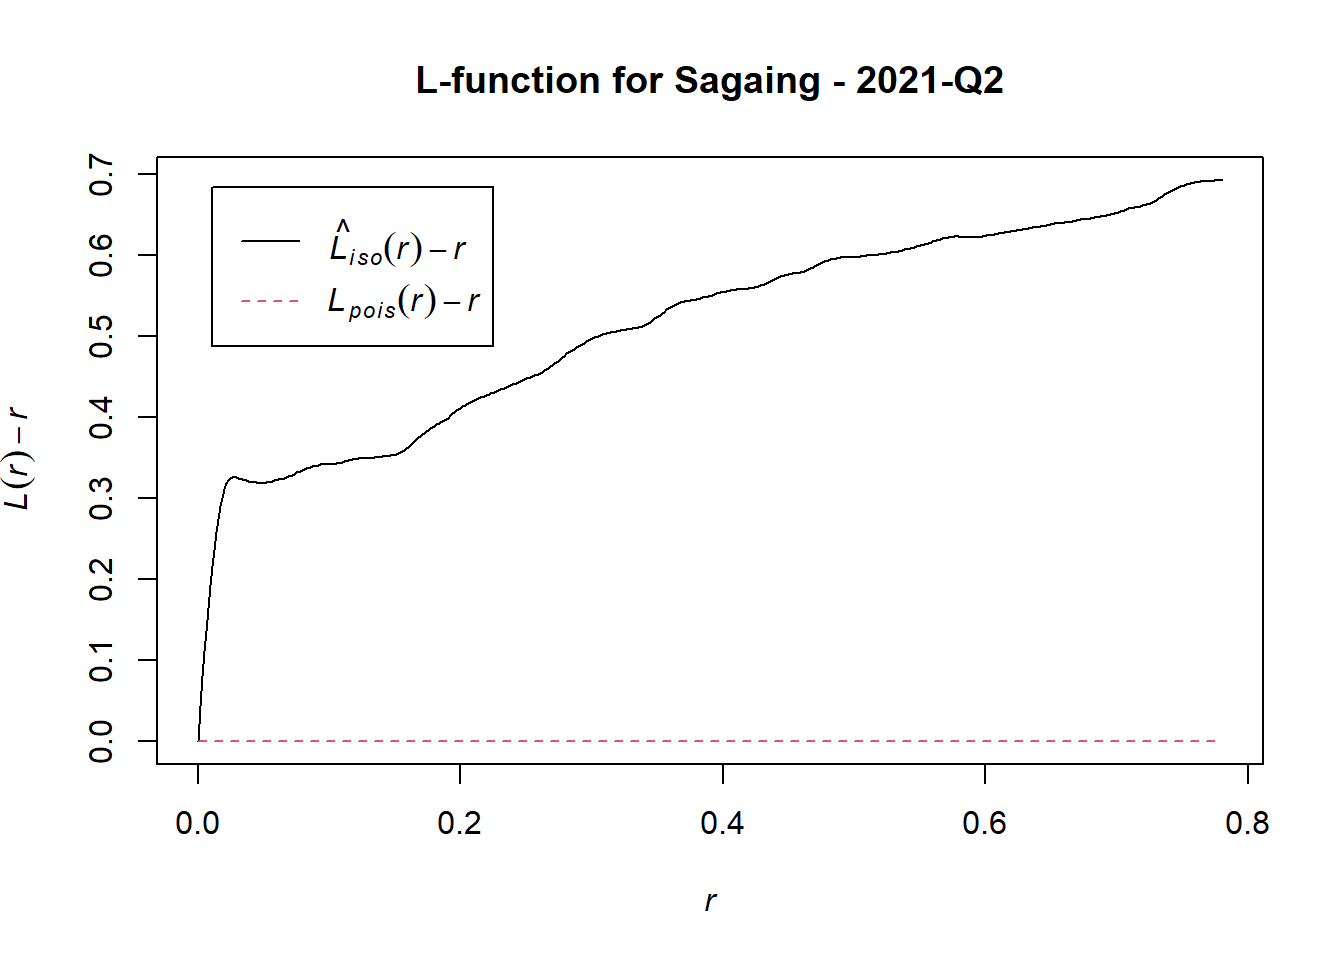 L-function for Sagaing - 2021-Q2
L̂iso(r) − r
Lpois(r) − r
L(r) − r
0.7
0.6
0.5
0.4
0.3
0.2
0.1
0.0
0.0 0.2 0.4 0.6 0.8
r